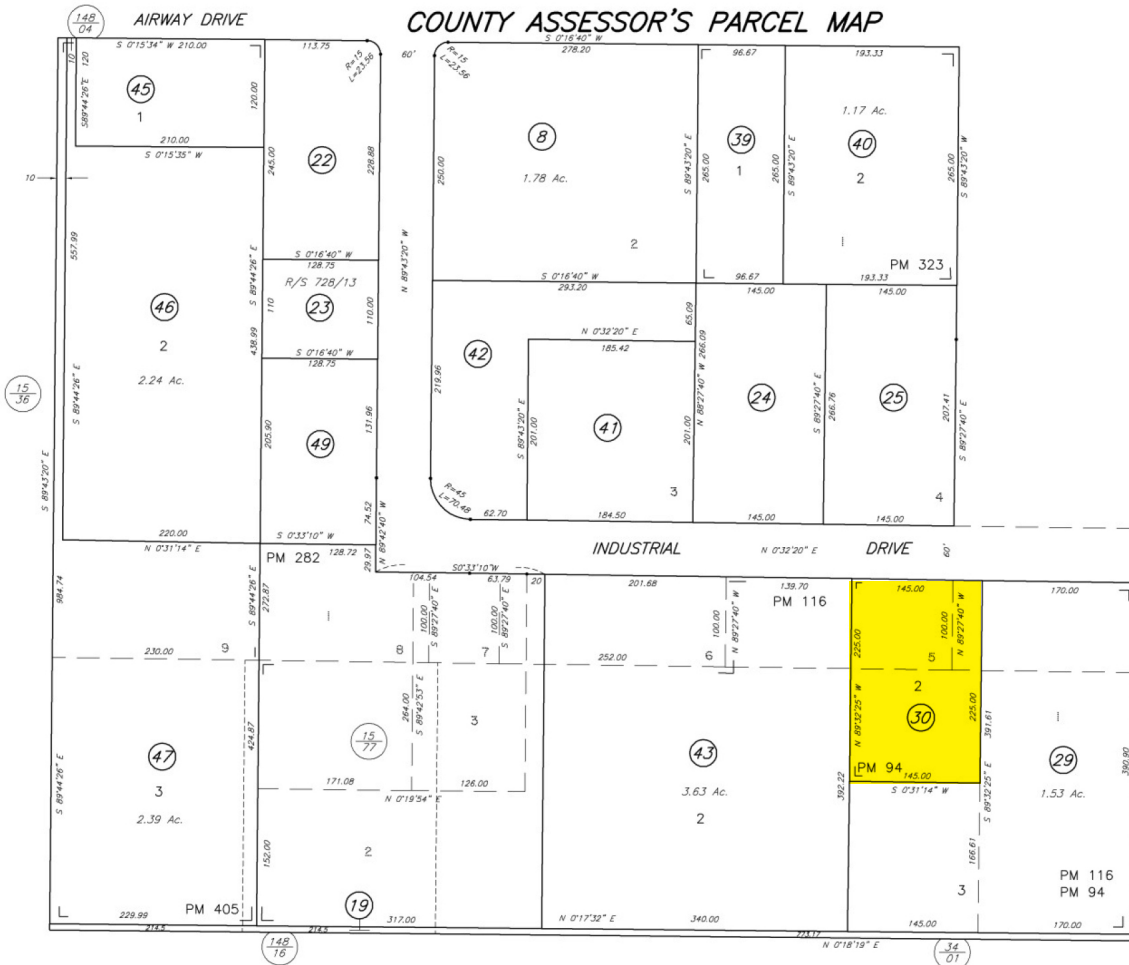 148
04
AIRWAY DRIVE
COUNTY ASSESSOR'S PARCEL MAP
S 0°15'34" W 210.00
113.75
R=15
L=23.56
60'
R=15
L=23.56
S 0°16'40" W
278.20
96.67
193.33
10
120
S89°44'26"E
45
1
120.00
210.00
S 0°15'35" W
10
557.99
245.00
22
228.88
250.00
8
1.78 Ac.
2
S 89°43'20" E
265.00
39
1
265.00
S 89°43'20" E
1.17 Ac.
40
2
265.00
S 89°43'20" W
PM 323
N 89°43'20" W
S 89°44'26" E
S 0°16'40" W
128.75
R/S 728/13
110
23
110.00
S 0°16'40" W
128.75
S 0°16'40" W
293.20
96.67
193.33
145.00
145.00
46
2
2.24 Ac.
438.99
15
36
S 89°44'26" E
S 89°43'20" E
205.90
49
131.96
42
219.96
N 0°32'20" E
185.42
65.09
S 89°43'20" E
201.00
41
201.00
3
N 88°27'40" W 266.09
24
S 89°27'40" E
266.76
25
207.41
S 89°27'40" E
4
R=45
L=70.48
62.70
184.50
145.00
145.00
74.52
N 89°42'40" W
29.97
220.00
N 0°31'14" E
S 0°33'10" W
128.72
PM 282
INDUSTRIAL
N 0°32'20" E
DRIVE
60'
S0°33'10"W
104.54
63.79
20
201.68
139.70
PM 116
145.00
170.00
984.74
S 89°44'26" E
272.87
100.00
S 89°27'40" E
100.00
S 89°27'40" E
100.00
N 89°27'40" W
225.00
100.00
N 89°27'40" W
230.00
9
1
8
7
252.00
6
5
2
30
225.00
N 89°32'25" W
PM 94
145.00
S 0°31'14" W
391.61
S 89°32'25" E
29
1.53 Ac.
390.90
264.00
S 89°42'53" E
3
15
77
424.87
47
3
2.39 Ac.
S 89°44'26" E
43
3.63 Ac.
2
392.22
171.08
126.00
N 0°19'54" E
152.00
2
166.61
3
PM 116
PM 94
229.99
PM 405
19
317.00
N 0°17'32" E
340.00
145.00
170.00
214.5
214.5
773.17
N 0°18'19" E
148
16
34
01